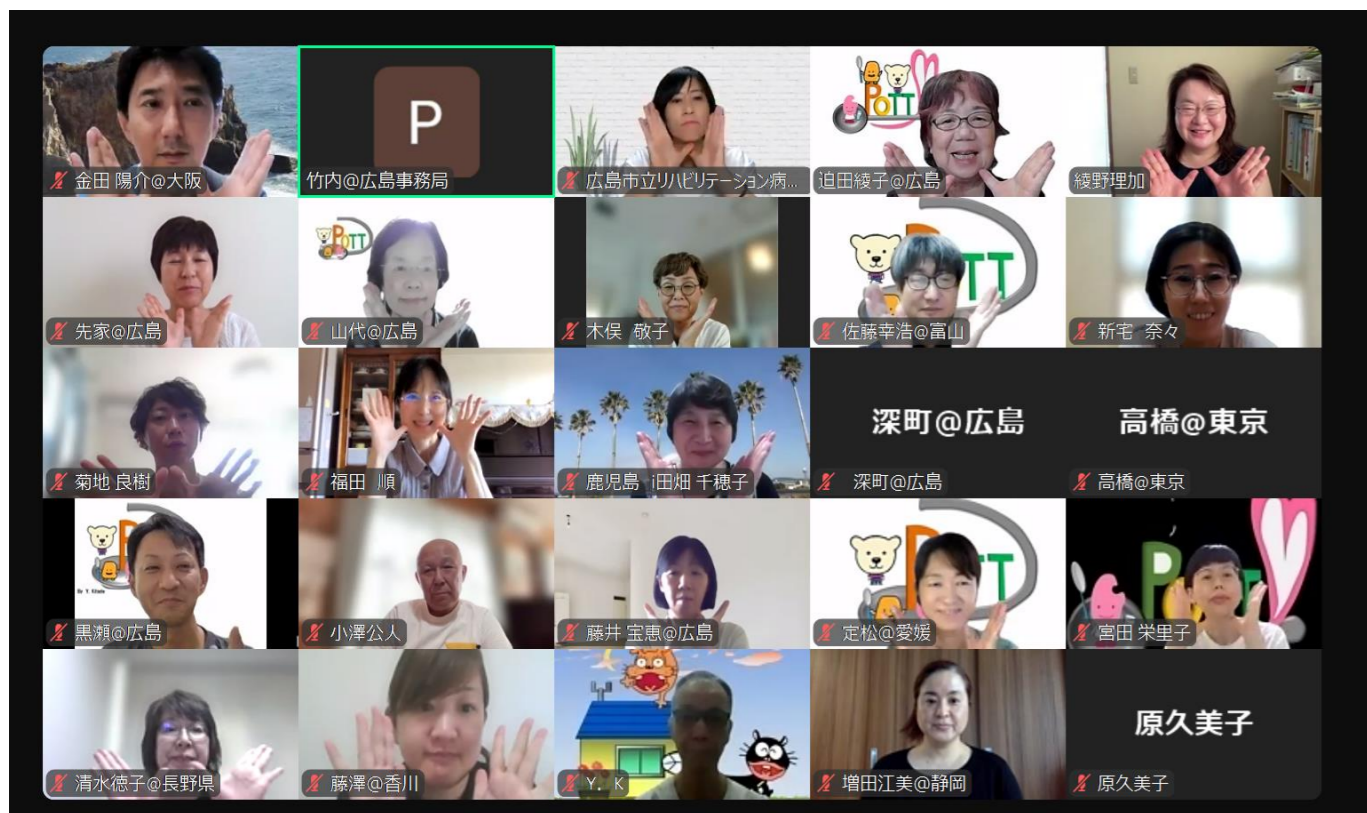 金田 陽介@大阪
P
竹内@広島事務局
広島市立リハビリテーション病...
PoTT
迫田綾子@広島
綾野理加
先家@広島
PoTT
山代@広島
木俣 敬子
TT
佐藤幸浩@富山
新宅 奈々
菊地 良樹
福田 順
鹿児島 i田畑 千穂子
深町@広島
深町@広島
高橋@東京
高橋@東京
黒瀬@広島
小澤公人
藤井 宝恵@広島
TT
定松@愛媛
P TT
宮田 栄里子
清水徳子@長野県
藤澤@香川
Y. K
増田江美@静岡
原久美子
原久美子